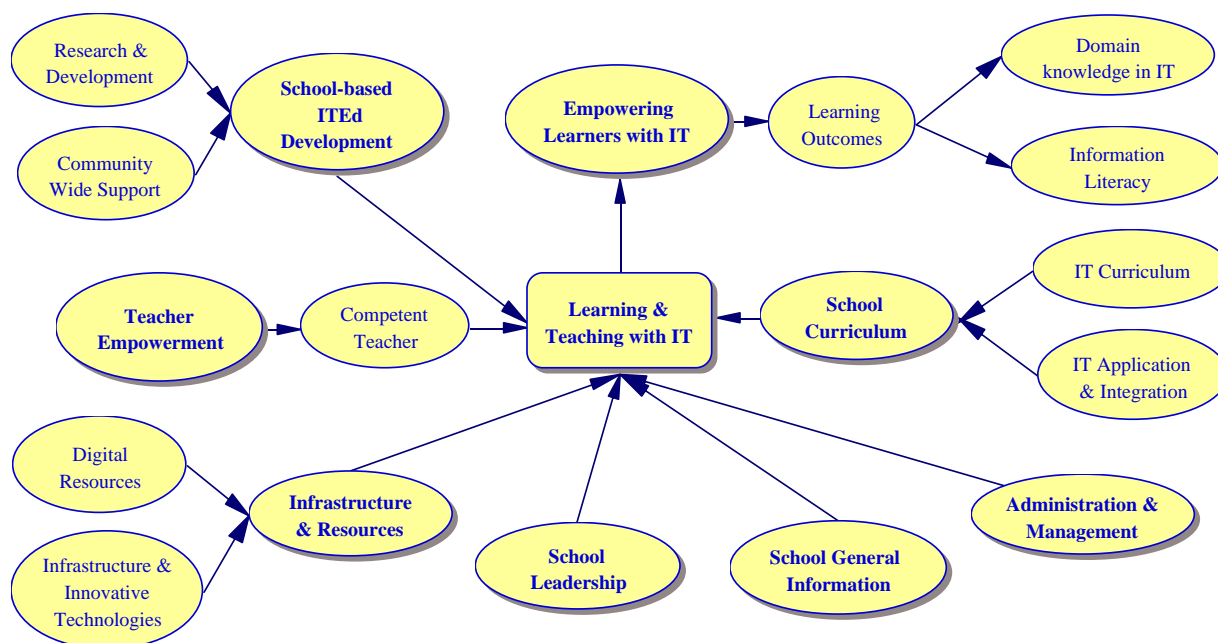 Research &
Development
School-based
ITEd
Development
Community
Wide Support
Empowering
Learners with IT
Learning
Outcomes
Domain
knowledge in IT
Information
Literacy
Teacher
Empowerment
Competent
Teacher
Learning &
Teaching with IT
School
Curriculum
IT Curriculum
IT Application
& Integration
Digital
Resources
Infrastructure
& Resources
Infrastructure &
Innovative
Technologies
School
Leadership
School General
Information
Administration &
Management